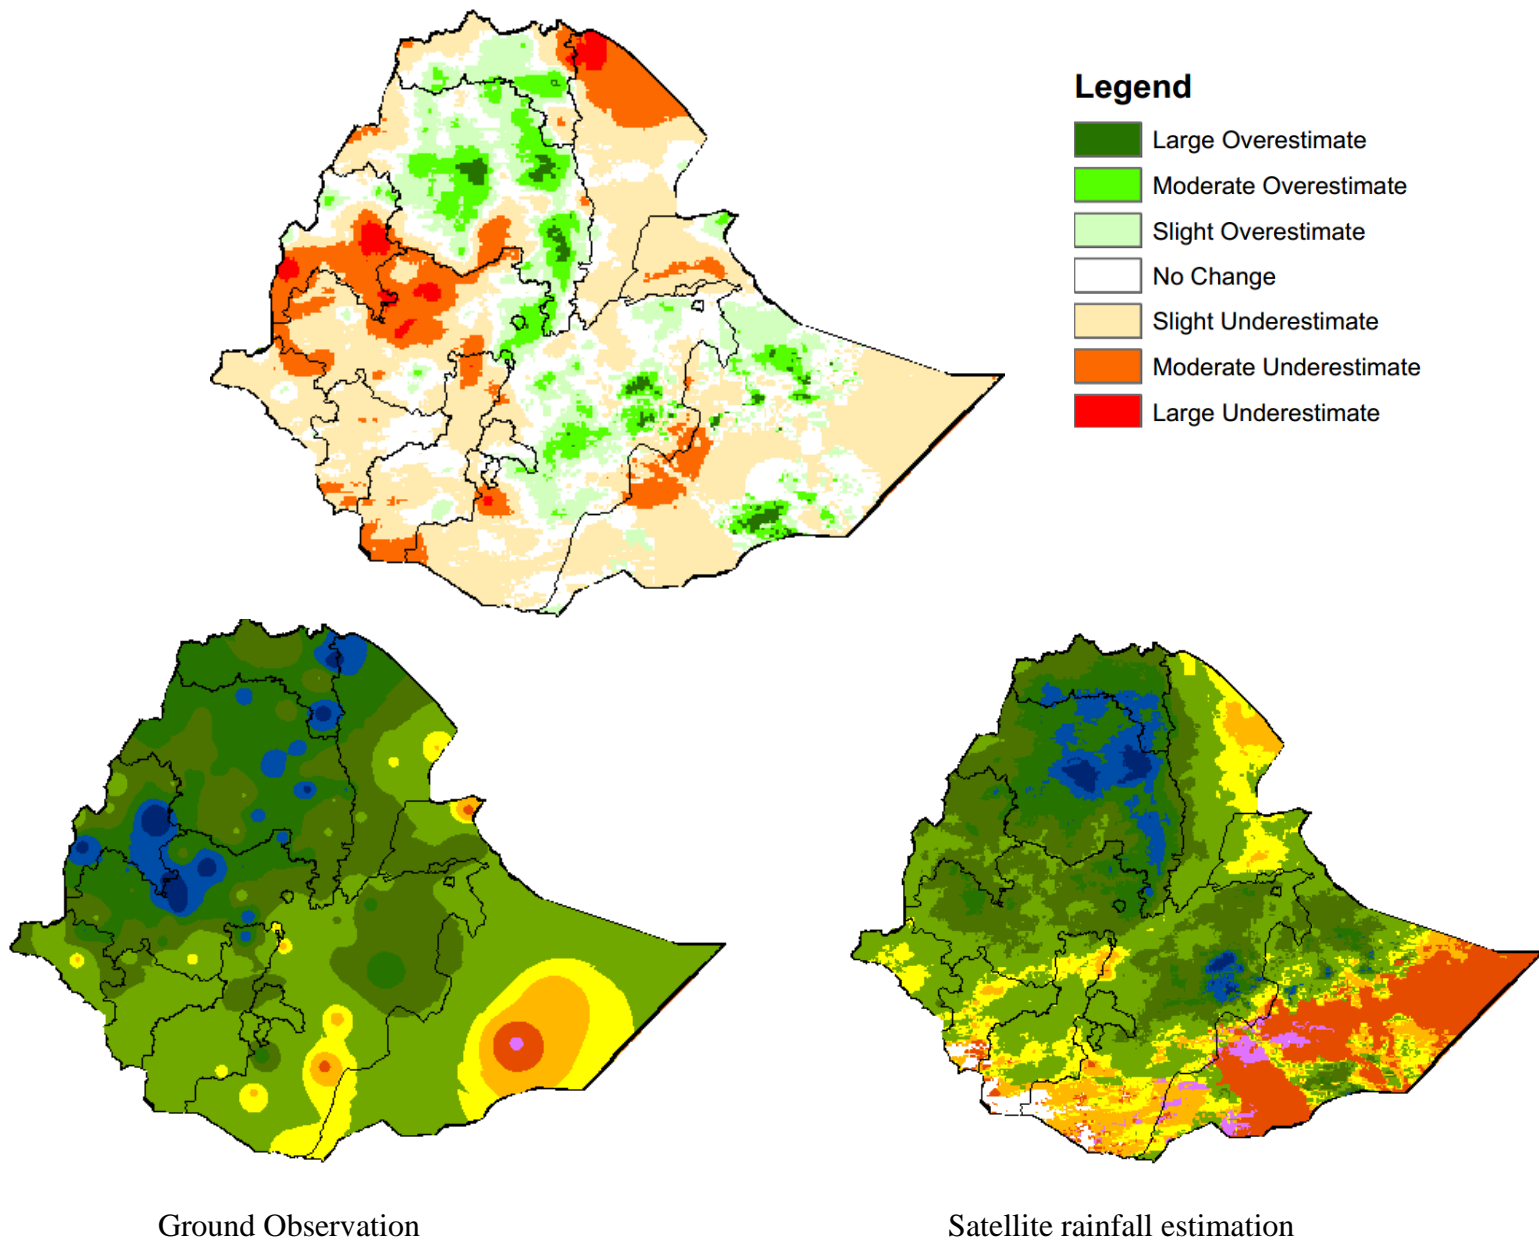 Legend
Large Overestimate
Moderate Overestimate
Slight Overestimate
No Change
Slight Underestimate
Moderate Underestimate
Large Underestimate
Ground Observation
Satellite rainfall estimation